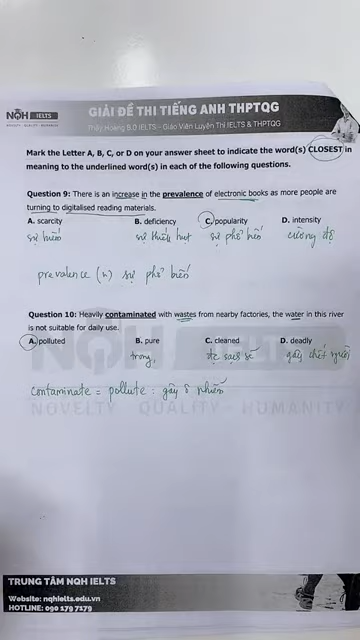 NQH IELTS
NOVELTY - QUALITY - HUMANITY
GIẢI ĐỀ THI TIẾNG ANH THPTQG
Thầy Hoàng 8.0 IELTS - Giáo Viên Luyện Thi IELTS & THPTQG
Mark the Letter A, B, C, or D on your answer sheet to indicate the word(s) CLOSEST in
meaning to the underlined word(s) in each of the following questions.
Question 9: There is an increase in the prevalence of electronic books as more people are
turning to digitalised reading materials.
A. scarcity B. deficiency C. popularity D. intensity
sự hiếm sự thiếu hụt sự phổ biến cường độ
prevalence (n) sự phổ biến
Question 10: Heavily contaminated with wastes from nearby factories, the water in this river
is not suitable for daily use.
A. polluted B. pure C. cleaned D. deadly
trong, sạch sẽ gây chết người
contaminate = pollute : gây ô nhiễm
NQH IELTS
NOVELTY - QUALITY - HUMANITY
TRUNG TÂM NQH IELTS
Website: nqhielts.edu.vn
HOTLINE: 090 179 7179